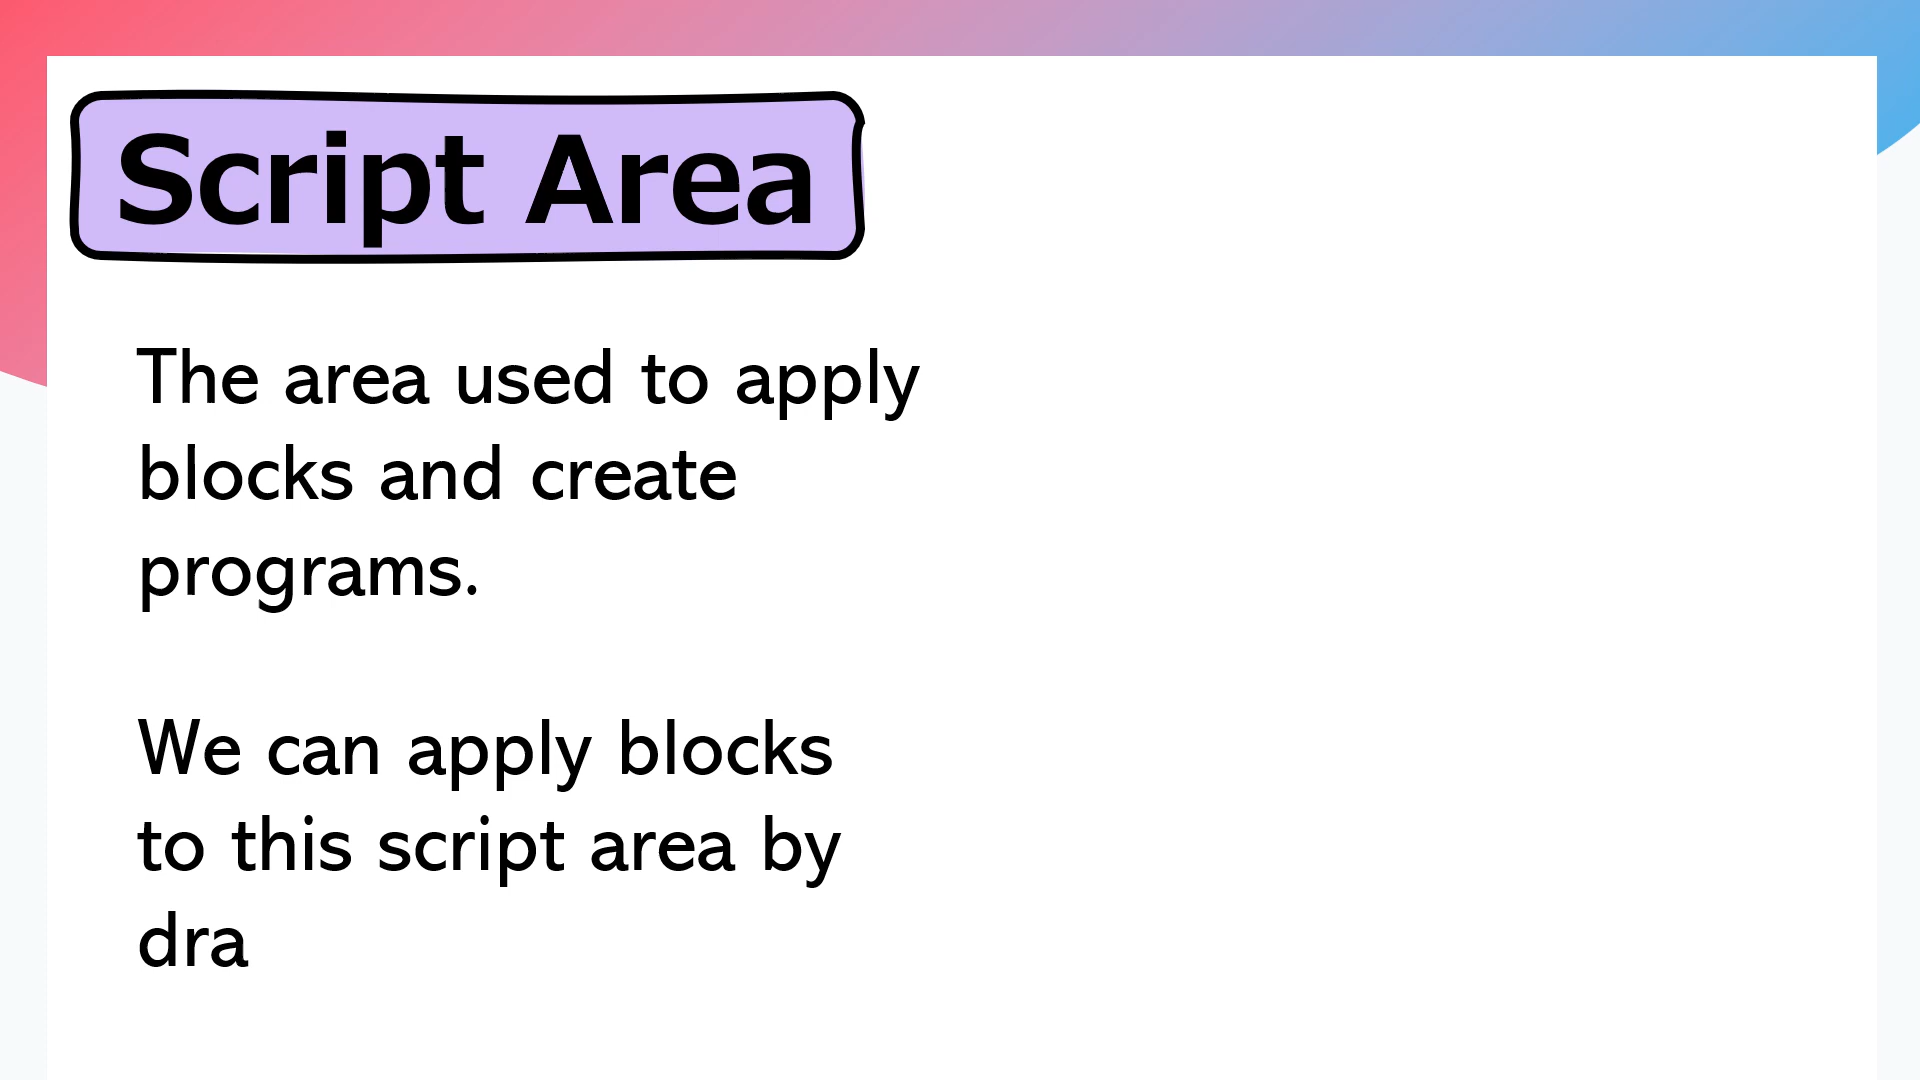 Script Area
The area used to apply
blocks and create
programs.
We can apply blocks
to this script area by
dra